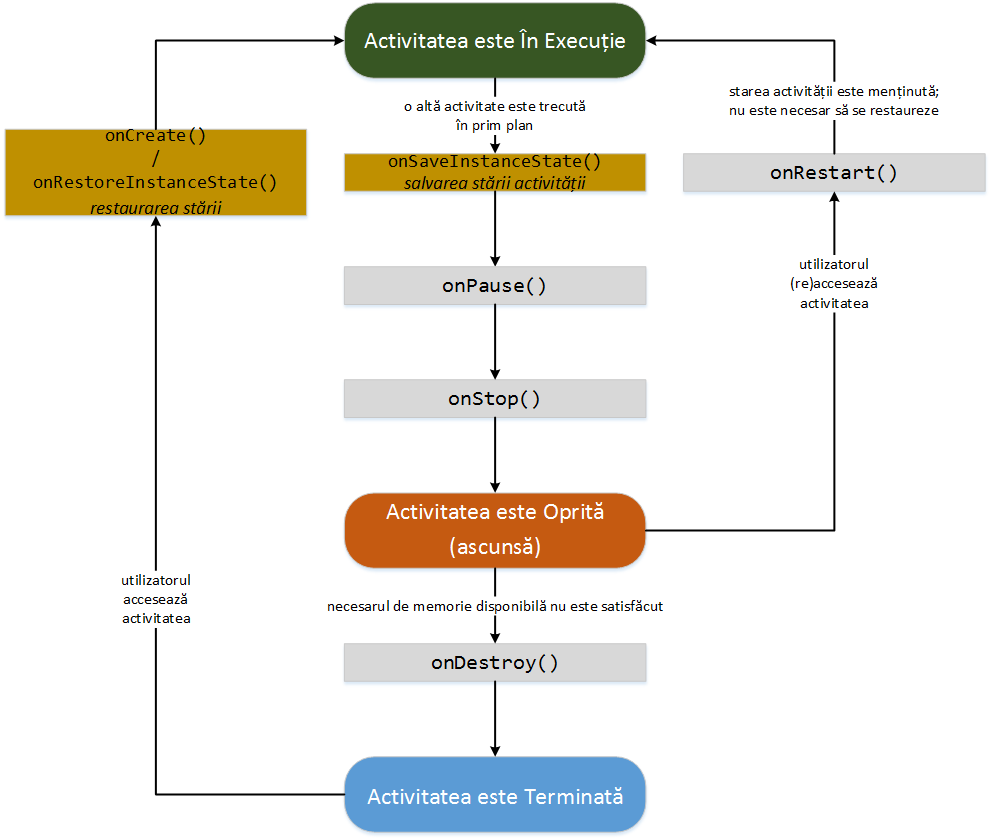 Activitatea este În Execuție
o altă activitate este trecută
în prim plan
starea activității este menținută;
nu este necesar să se restaureze
onCreate()
/
onRestoreInstanceState()
restaurarea stării
onSaveInstanceState()
salvarea stării activității
onRestart()
onPause()
utilizatorul
(re)accesează
activitatea
onStop()
Activitatea este Oprită
(ascunsă)
utilizatorul
accesează
activitatea
necesarul de memorie disponibilă nu este satisfăcut
onDestroy()
Activitatea este Terminată